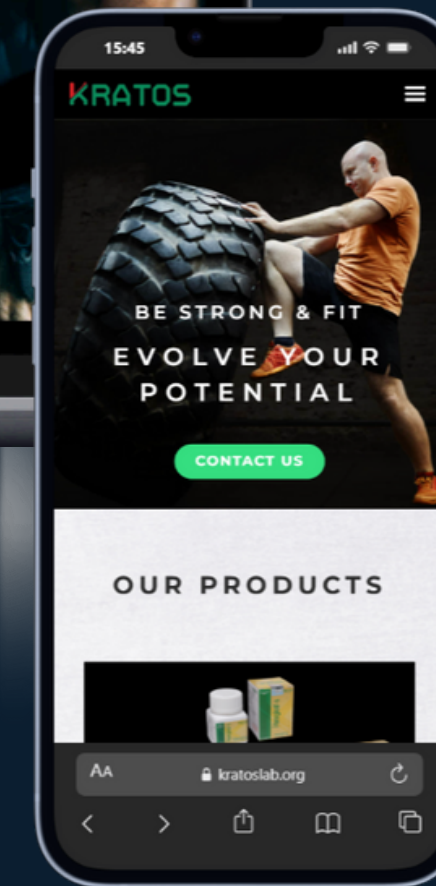 15:45
KRATOS
BE STRONG & FIT
EVOLVE YOUR
POTENTIAL
CONTACT US
OUR PRODUCTS
AA
kratoslab.org